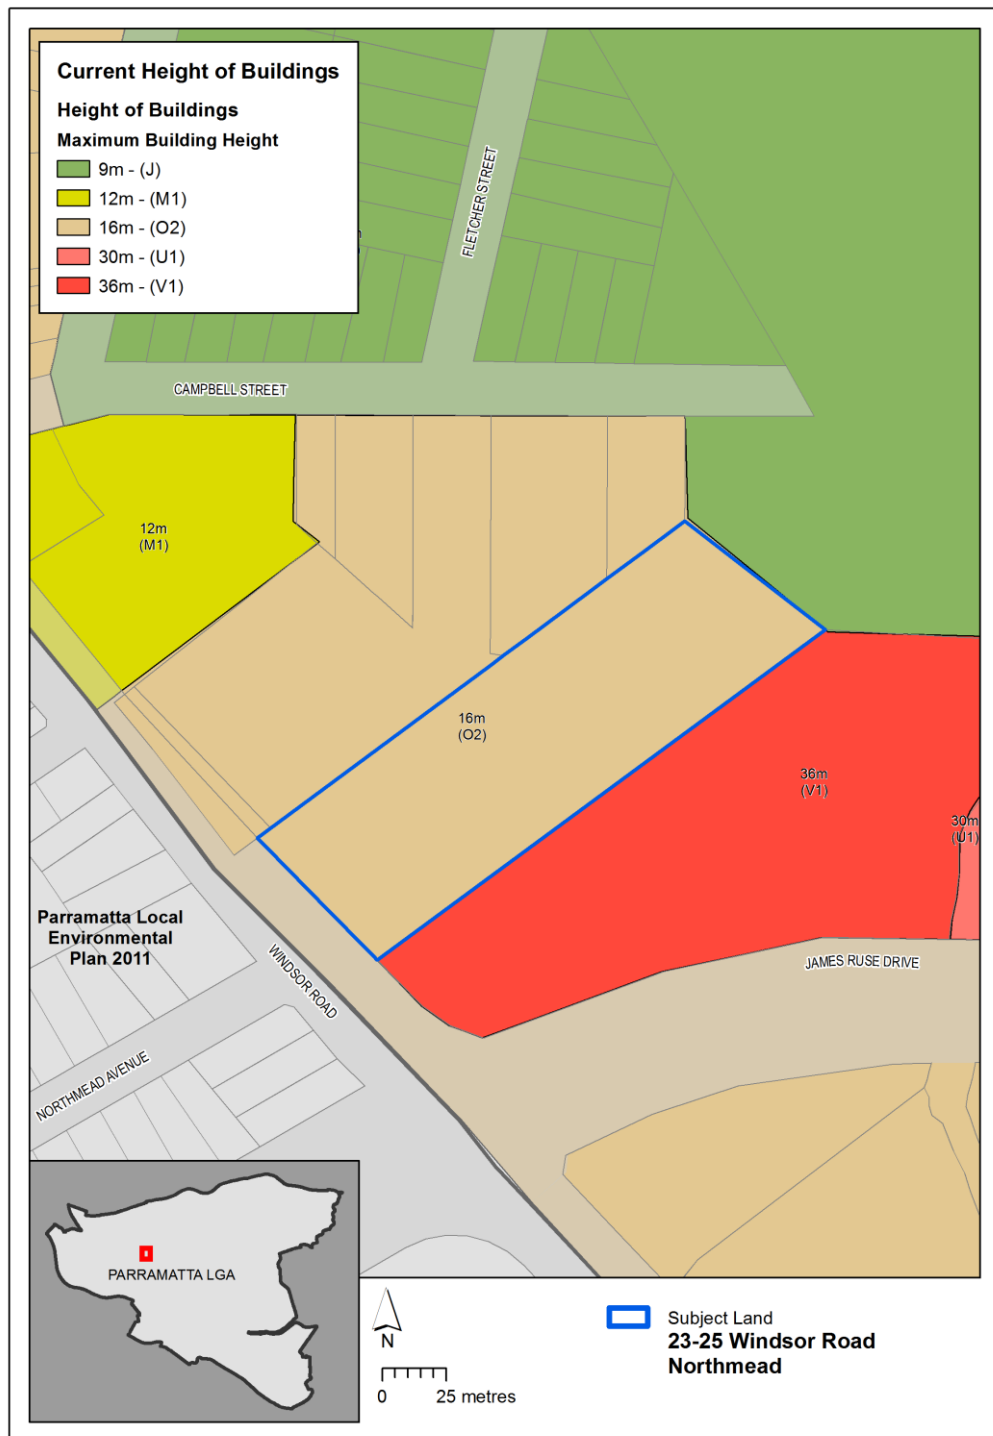 Current Height of Buildings
Height of Buildings
Maximum Building Height
9m - (J)
12m - (M1)
16m - (O2)
30m - (U1)
36m - (V1)
FLETCHER STREET
CAMPBELL STREET
12m
(M1)
16m
(O2)
36m
(V1)
30m
(U1)
Parramatta Local
Environmental
Plan 2011
WINDSOR ROAD
JAMES RUSE DRIVE
NORTHMEAD AVENUE
PARRAMATTA LGA
N
0 25 metres
Subject Land
23-25 Windsor Road
Northmead